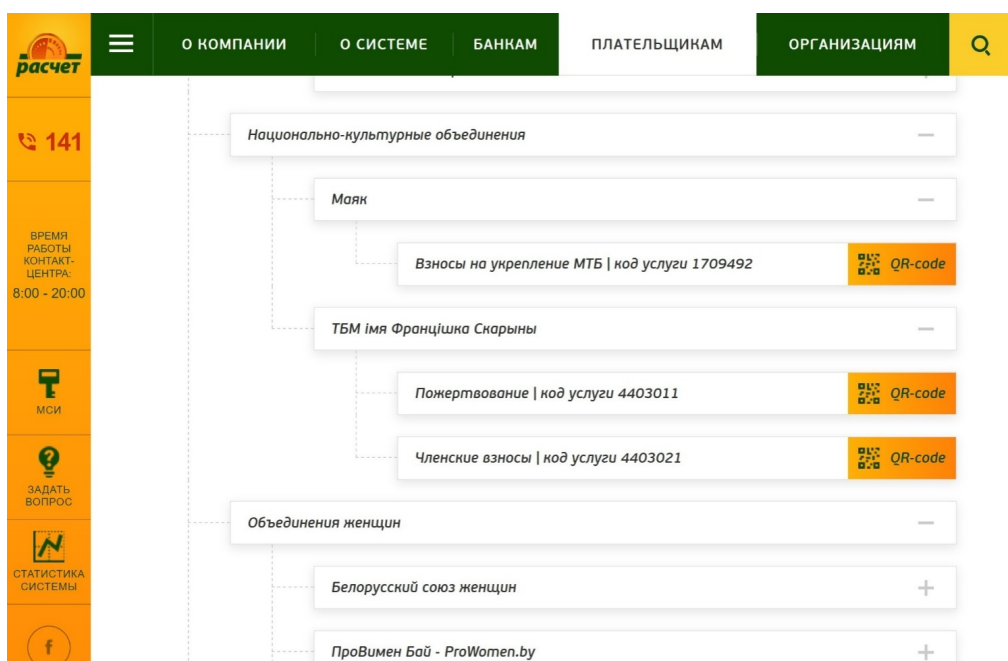 расчет
О КОМПАНИИ
О СИСТЕМЕ
БАНКАМ
ПЛАТЕЛЬЩИКАМ
ОРГАНИЗАЦИЯМ
141
ВРЕМЯ
РАБОТЫ
КОНТАКТ-
ЦЕНТРА:
8:00 - 20:00
МСИ
ЗАДАТЬ
ВОПРОС
СТАТИСТИКА
СИСТЕМЫ
f
Национально-культурные объединения
Маяк
Взносы на укрепление МТБ | код услуги 1709492
QR-code
ТБМ імя Францішка Скарыны
Пожертвование | код услуги 4403011
QR-code
Членские взносы | код услуги 4403021
QR-code
Объединения женщин
Белорусский союз женщин
ПроВимен Бай - ProWomen.by